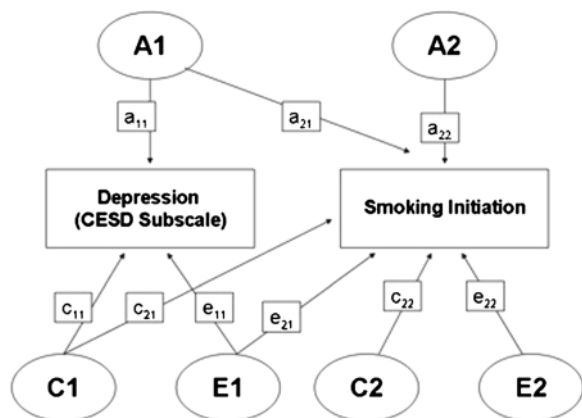 A1
A2
a11
a21
a22
Depression
(CESD Subscale)
Smoking Initiation
c11
c21
e11
e21
c22
e22
C1
E1
C2
E2